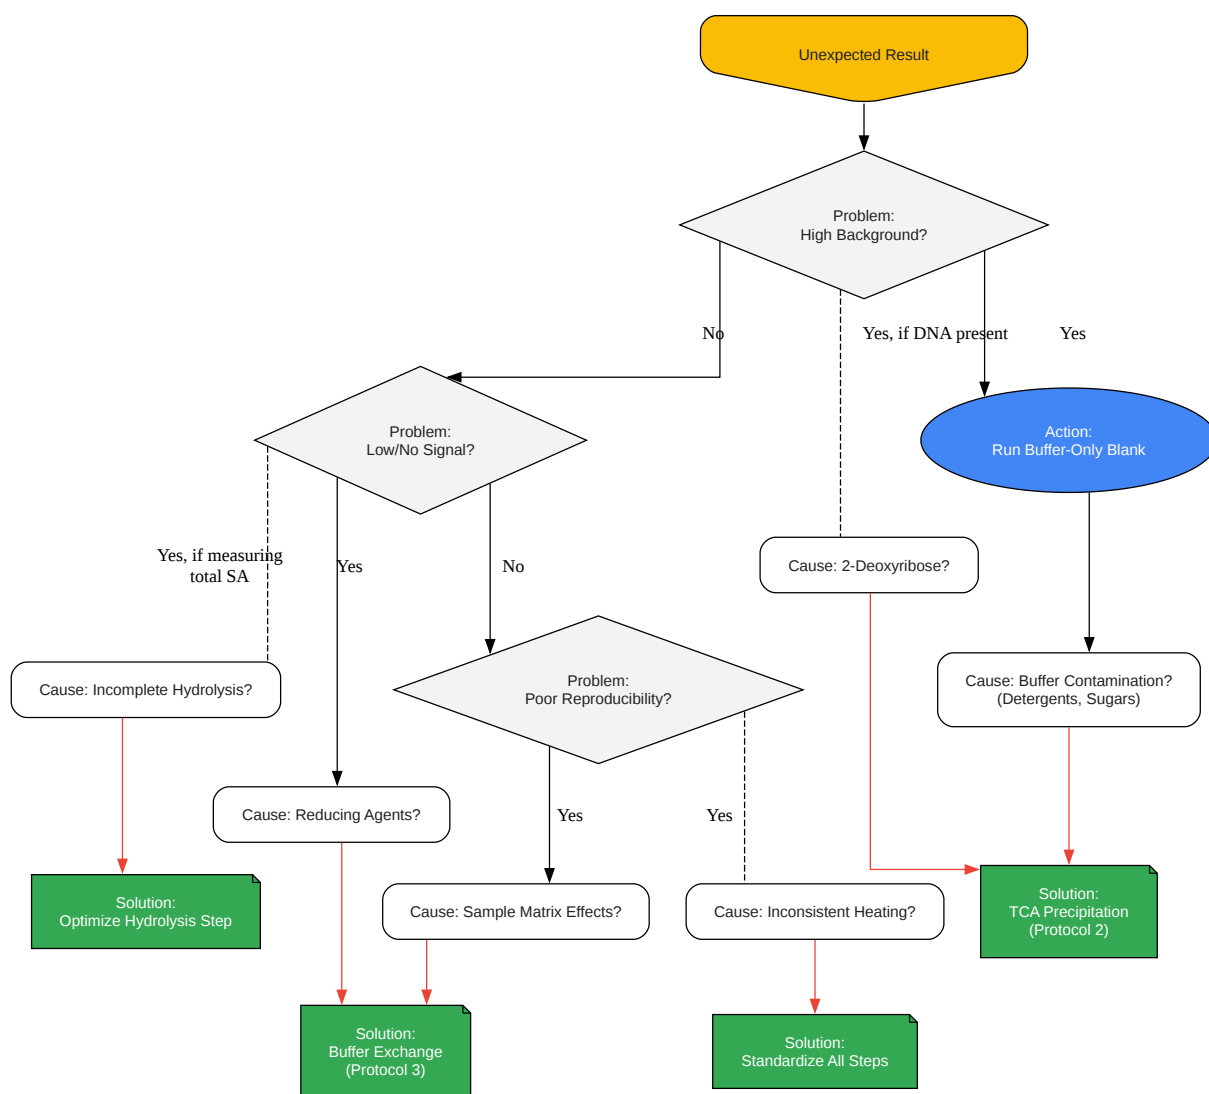 Unexpected Result
Problem:
High Background?
No
Yes, if DNA present
Yes
Problem:
Low/No Signal?
Action:
Run Buffer-Only Blank
Yes, if measuring
total SA
Yes
No
Cause: 2-Deoxyribose?
Cause: Incomplete Hydrolysis?
Problem:
Poor Reproducibility?
Cause: Buffer Contamination?
(Detergents, Sugars)
Cause: Reducing Agents?
Yes
Yes
Solution:
Optimize Hydrolysis Step
Cause: Sample Matrix Effects?
Cause: Inconsistent Heating?
Solution:
TCA Precipitation
(Protocol 2)
Solution:
Buffer Exchange
(Protocol 3)
Solution:
Standardize All Steps